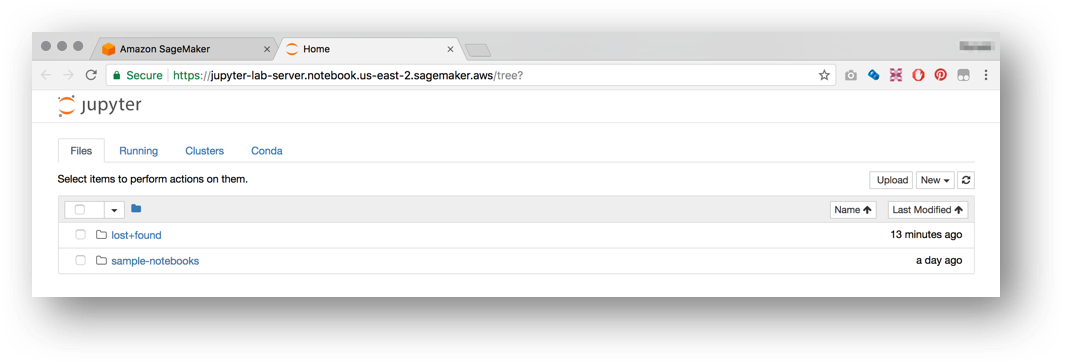 Amazon SageMaker
Home
Secure https://jupyter-lab-server.notebook.us-east-2.sagemaker.aws/tree?
jupyter
Files Running Clusters Conda
Select items to perform actions on them.
Upload New
Name Last Modified
lost+found 13 minutes ago
sample-notebooks a day ago